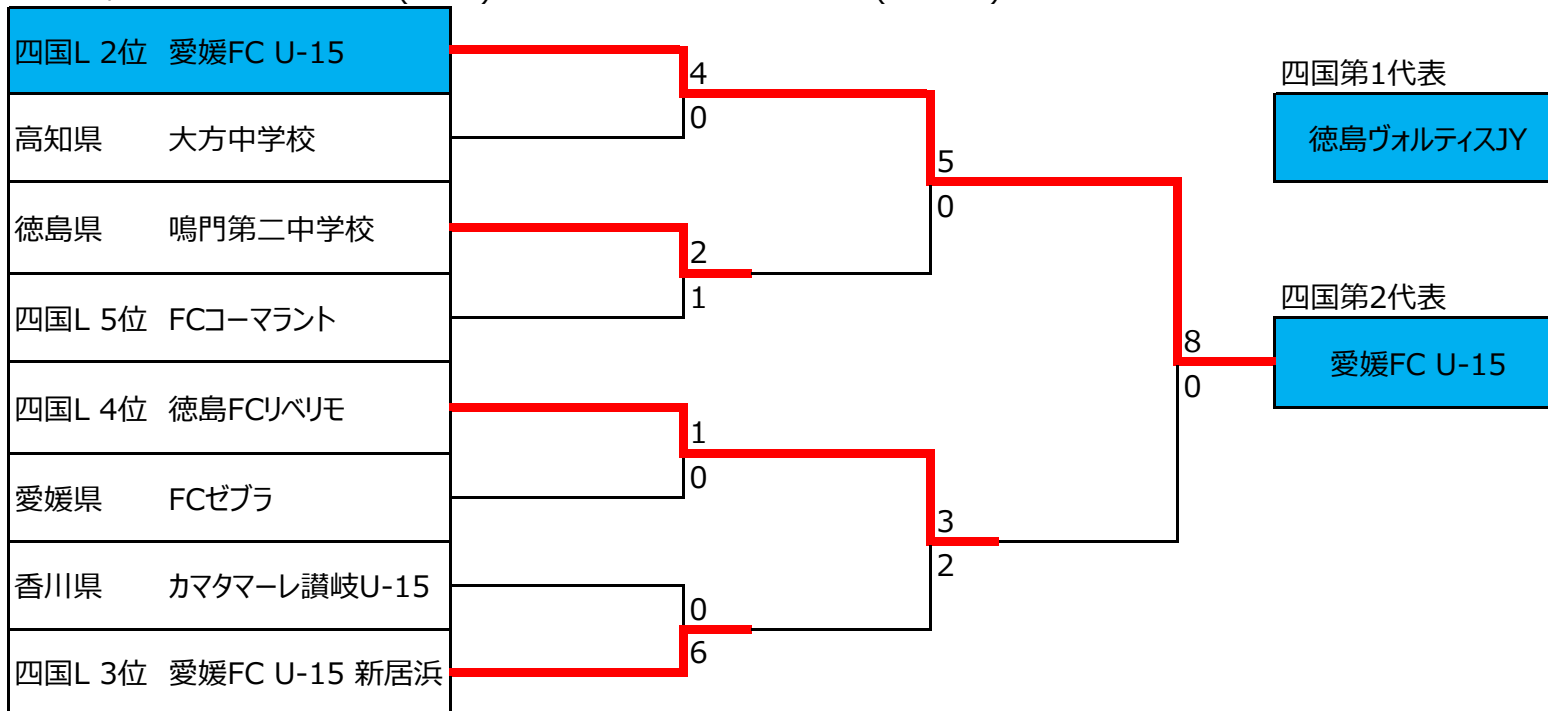 四国L 2位 愛媛FC U-15
高知県 大方中学校
徳島県 鳴門第二中学校
四国L 5位 FCコーマラント
四国L 4位 徳島FCリベリモ
愛媛県 FCゼブラ
香川県 カマタマーレ讃岐U-15
四国L 3位 愛媛FC U-15 新居浜
4
0
2
1
1
0
0
6
5
0
3
2
8
0
四国第1代表
徳島ヴォルティスJY
四国第2代表
愛媛FC U-15